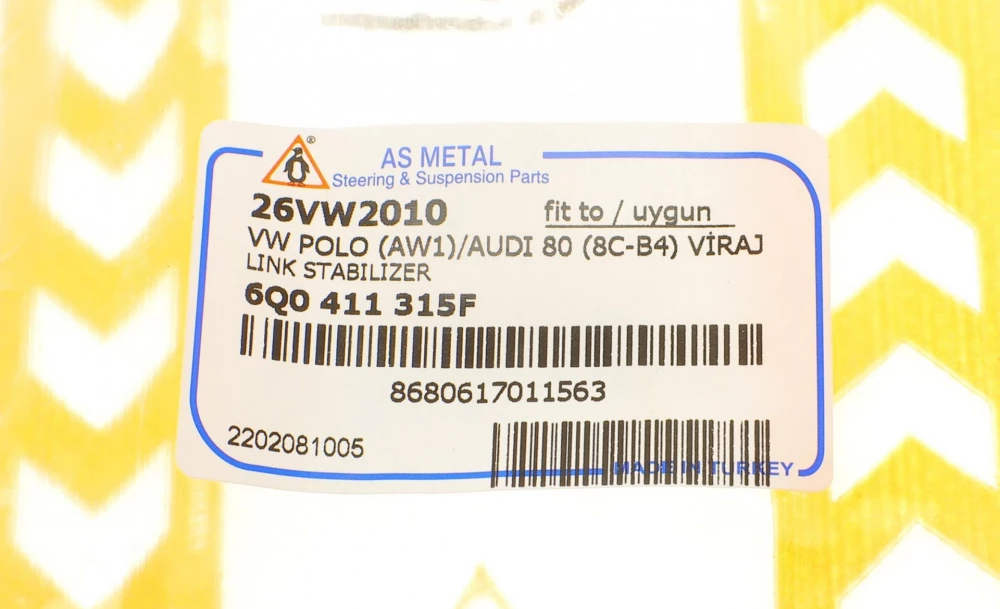 ®
AS METAL
Steering & Suspension Parts
26VW2010 fit to / uygun
VW POLO (AW1)/AUDI 80 (8C-B4) VİRAJ
LINK STABILIZER
6Q0 411 315F
8680617011563
2202081005
MADE IN TURKEY